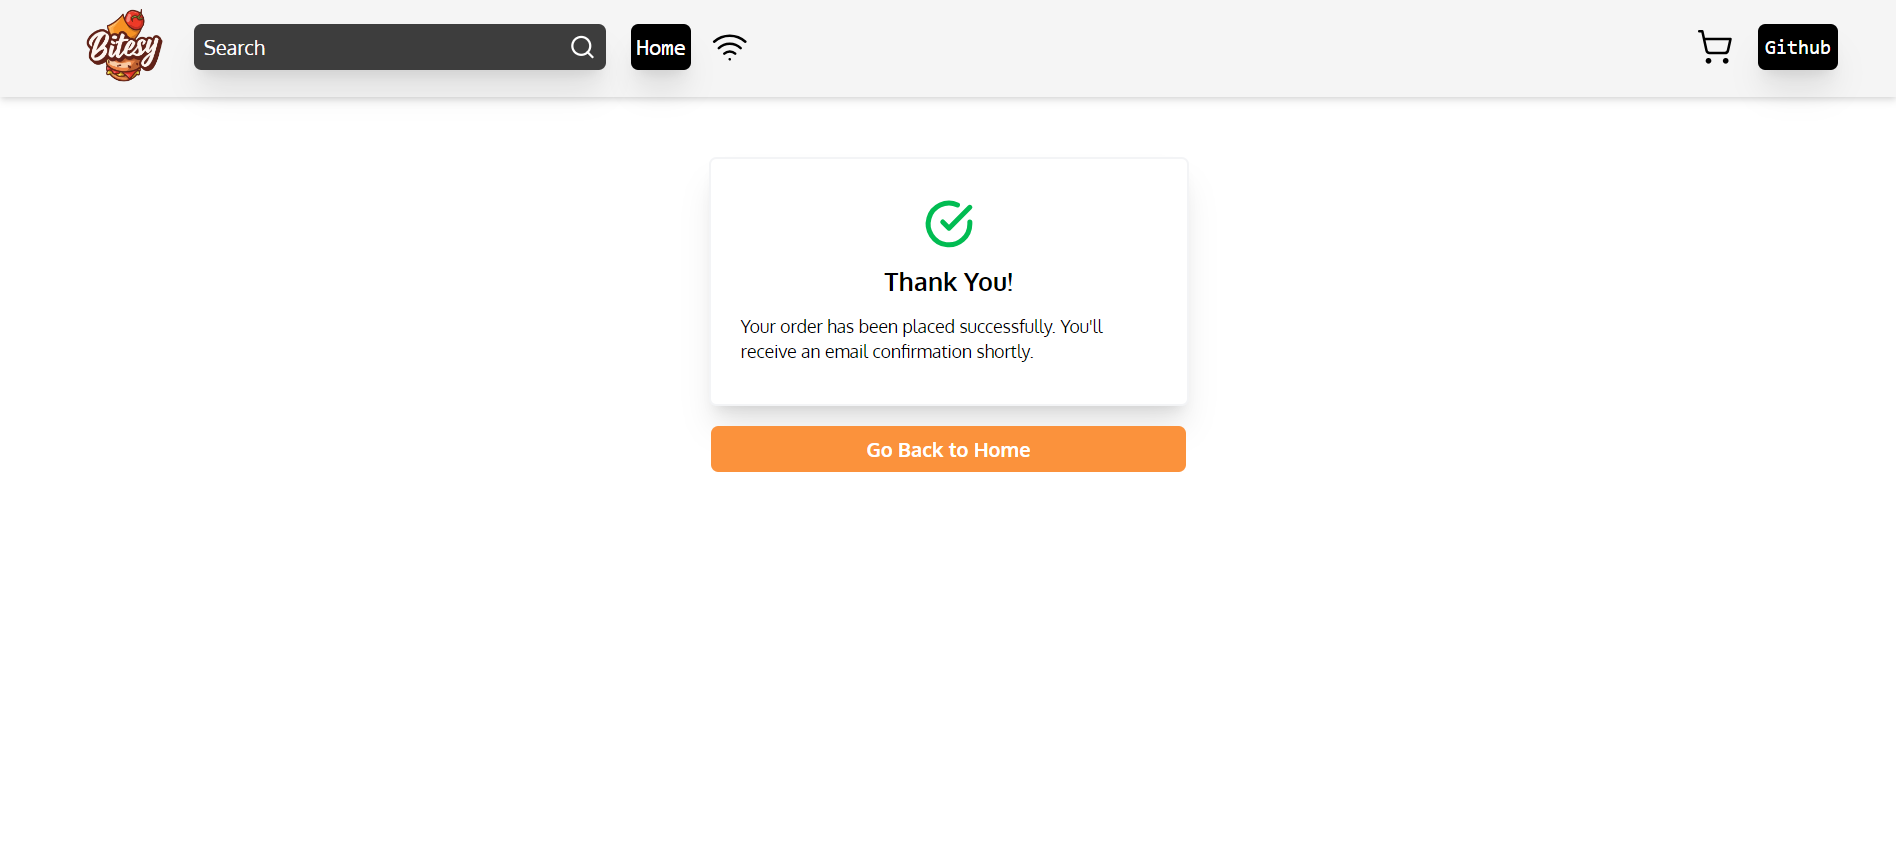 Bitesy
Search
Home
Github
Thank You!
Your order has been placed successfully. You'll
receive an email confirmation shortly.
Go Back to Home